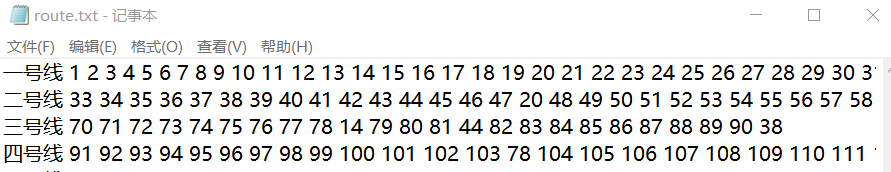 route.txt - 记事本
文件(F) 编辑(E) 格式(O) 查看(V) 帮助(H)
一号线 1 2 3 4 5 6 7 8 9 10 11 12 13 14 15 16 17 18 19 20 21 22 23 24 25 26 27 28 29 30
二号线 33 34 35 36 37 38 39 40 41 42 43 44 45 46 47 20 48 49 50 51 52 53 54 55 56 57 58
三号线 70 71 72 73 74 75 76 77 78 14 79 80 81 44 82 83 84 85 86 87 88 89 90 38
四号线 91 92 93 94 95 96 97 98 99 100 101 102 103 78 104 105 106 107 108 109 110 111